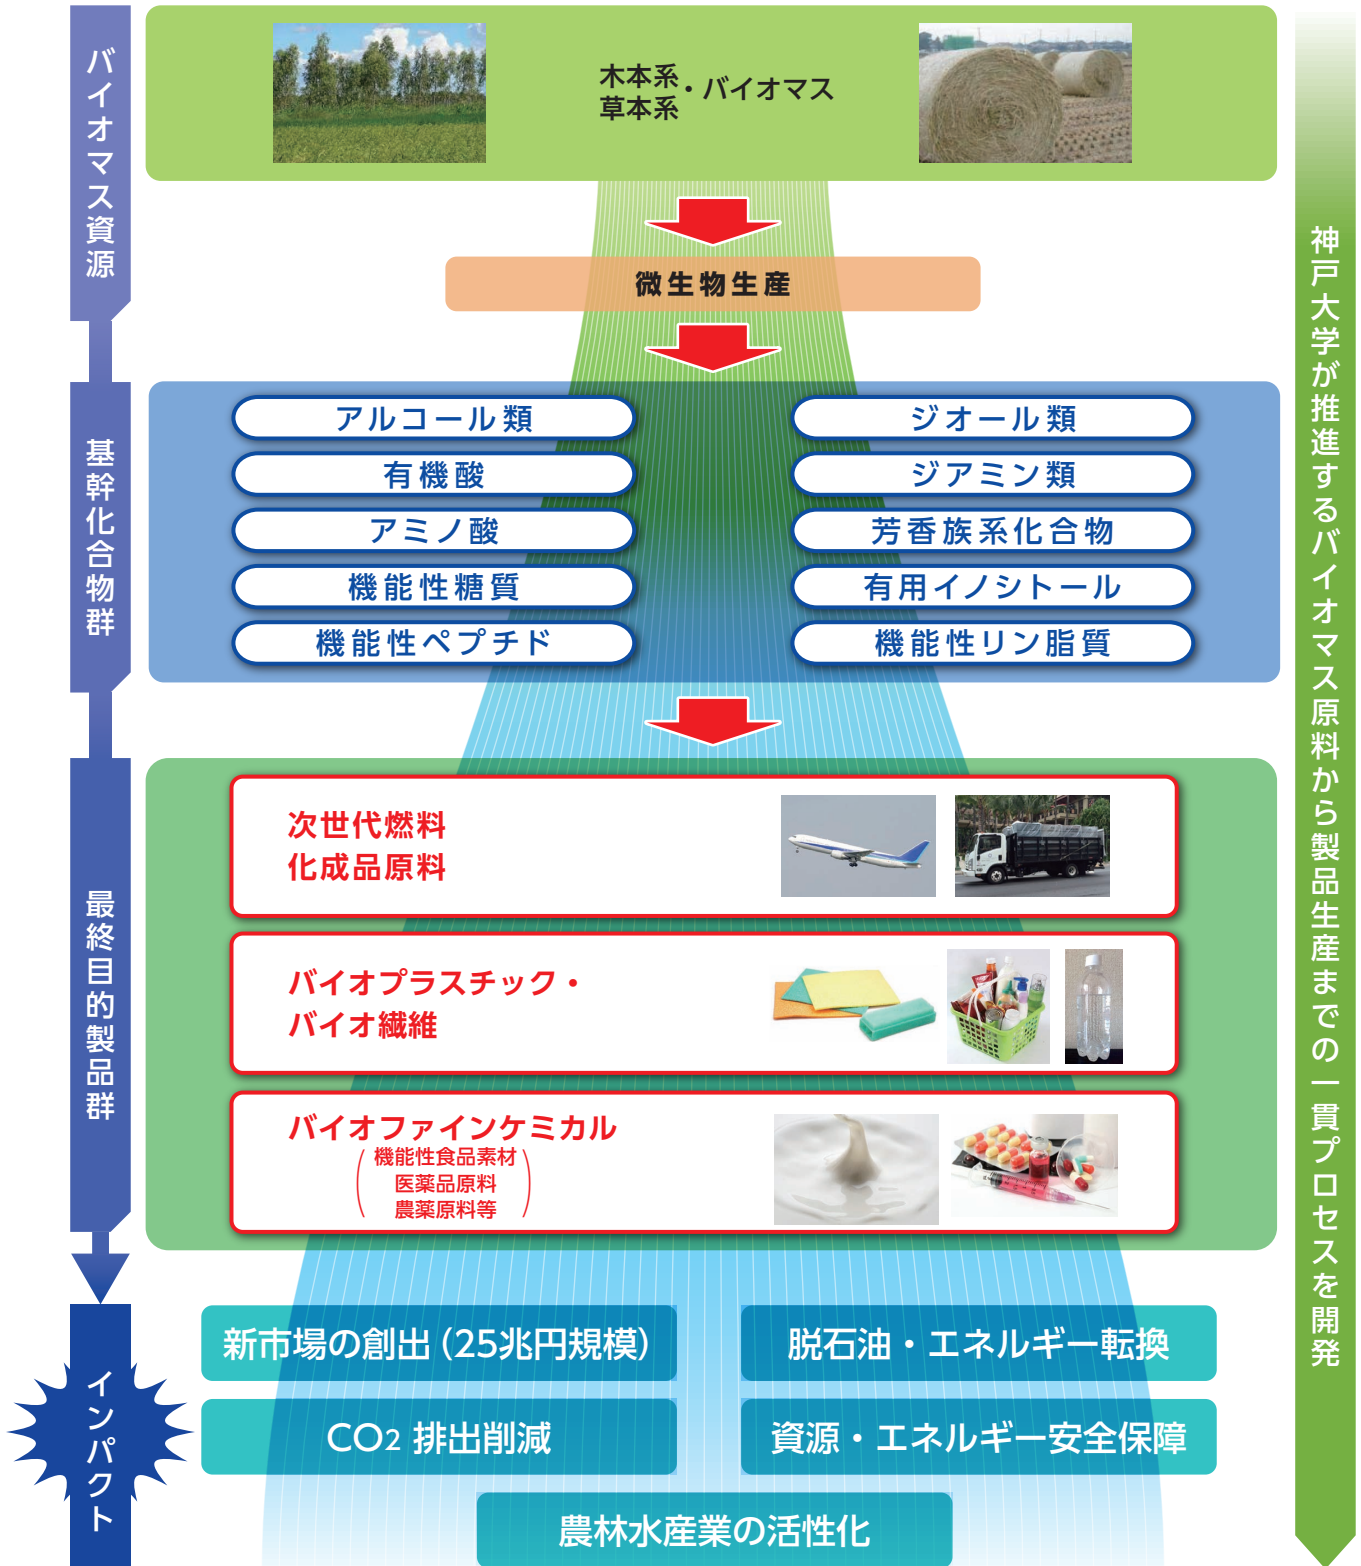 バイオマス資源
木本系
草本系
・バイオマス
微生物生産
基幹化合物群
アルコール類
ジオール類
有機酸
ジアミン類
アミノ酸
芳香族系化合物
機能性糖質
有用イノシトール
機能性ペプチド
機能性リン脂質
最終目的製品群
次世代燃料
化成品原料
バイオプラスチック・
バイオ繊維
バイオファインケミカル
(機能性食品素材
医薬品原料
農薬原料等)
インパクト
新市場の創出(25兆円規模)
脱石油・エネルギー転換
CO2 排出削減
資源・エネルギー安全保障
農林水産業の活性化
神戸大学が推進するバイオマス原料から製品生産までの一貫プロセスを開発